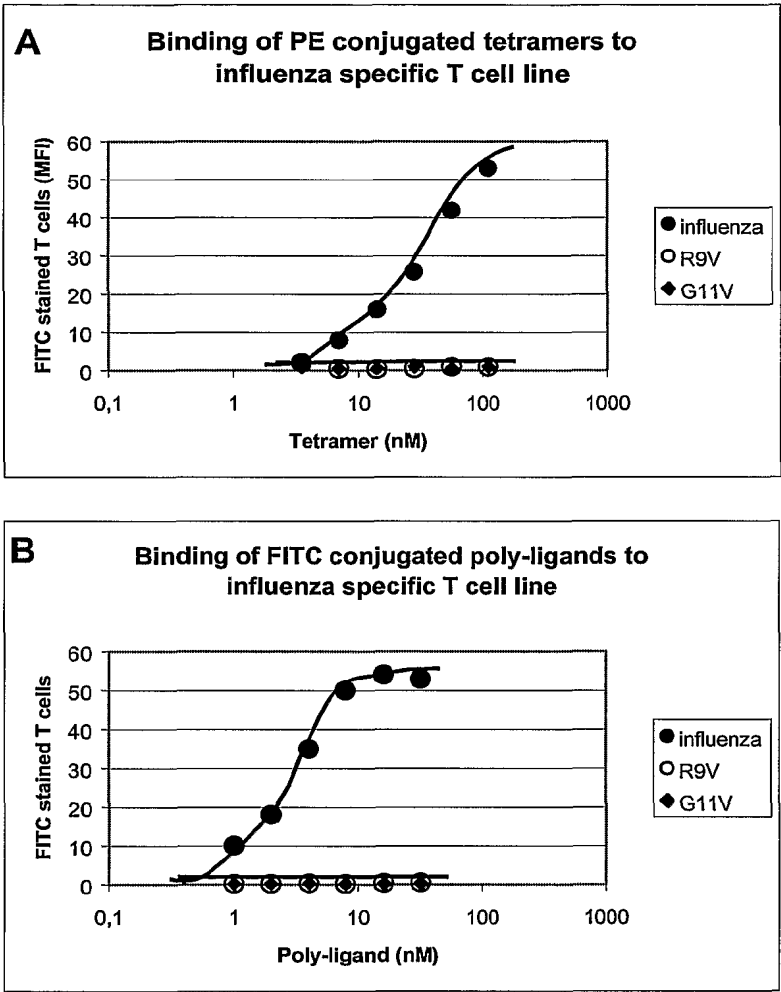 A
Binding of PE conjugated tetramers to
influenza specific T cell line
FITC stained T cells (MFI)
60
50
40
30
20
10
0
0,1 1 10 100 1000
Tetramer (nM)
influenza
R9V
G11V
B
Binding of FITC conjugated poly-ligands to
influenza specific T cell line
FITC stained T cells
60
50
40
30
20
10
0
0,1 1 10 100 1000
Poly-ligand (nM)
influenza
R9V
G11V